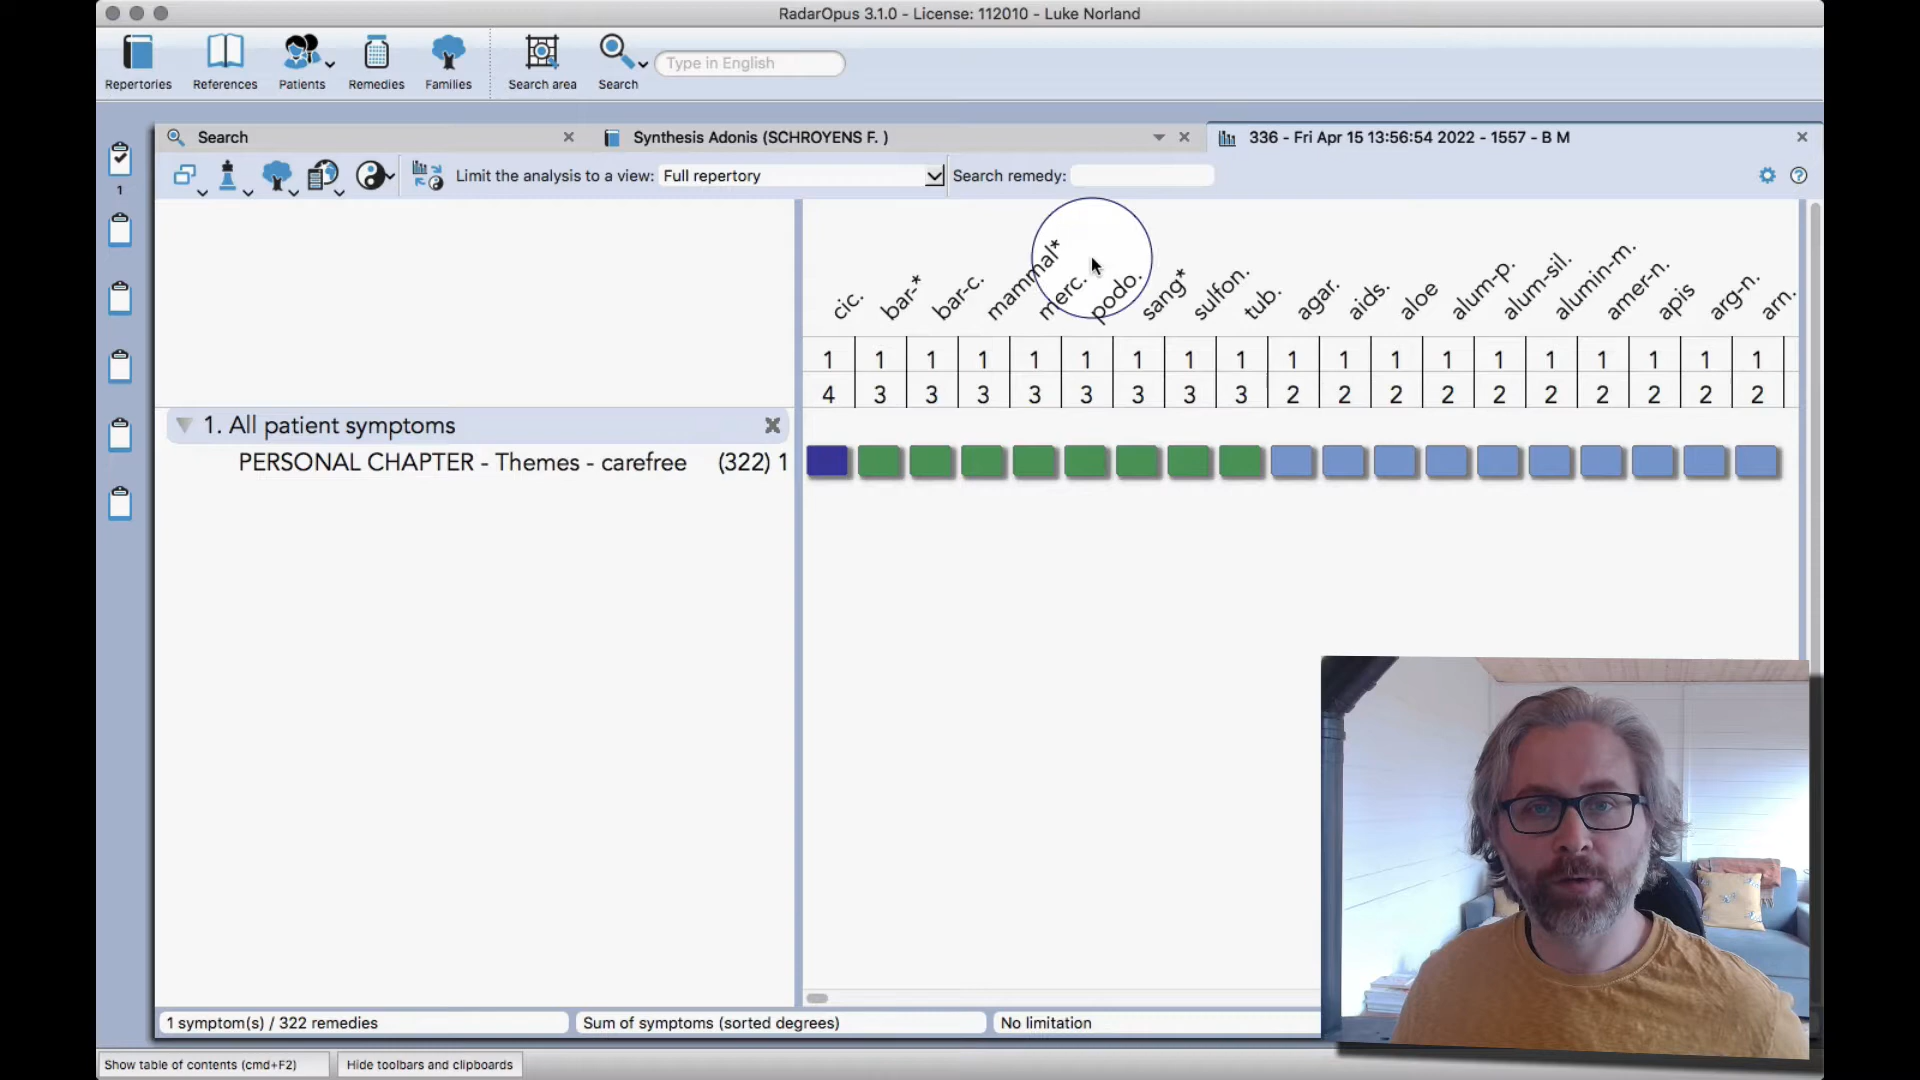 RadarOpus 3.1.0 - License: 112010 - Luke Norland
Repertories
References
Patients
Remedies
Families
Search area
Search
Type in English
Search
Synthesis Adonis (SCHROYENS F. )
336 - Fri Apr 15 13:56:54 2022 - 1557 - B M
Limit the analysis to a view:
Full repertory
Search remedy:
1
cic.
bar-*
bar-c.
mammal*
merc.
podo.
sang*
sulfon.
tub.
agar.
aids.
aloe
alum-p.
alum-sil.
alumin-m.
amer-n.
apis
arg-n.
arn.
1 1 1 1 1 1 1 1 1 1 1 1 1 1 1 1 1 1 1
4 3 3 3 3 3 3 3 3 2 2 2 2 2 2 2 2 2 2
1. All patient symptoms
PERSONAL CHAPTER - Themes - carefree (322) 1
1 symptom(s) / 322 remedies
Sum of symptoms (sorted degrees)
No limitation
Show table of contents (cmd+F2)
Hide toolbars and clipboards